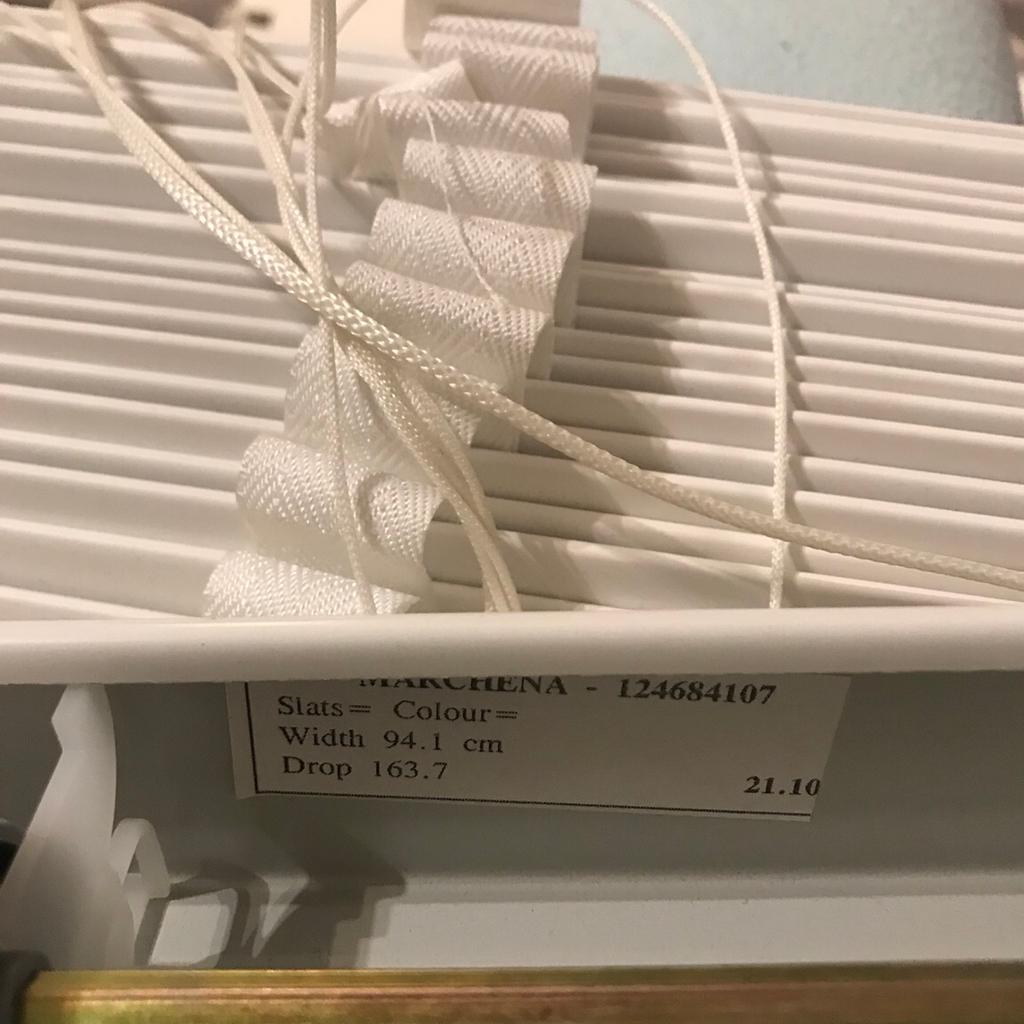 MARCHENA - 124684107
Slats= Colour=
Width 94.1 cm
Drop 163.7
21.10